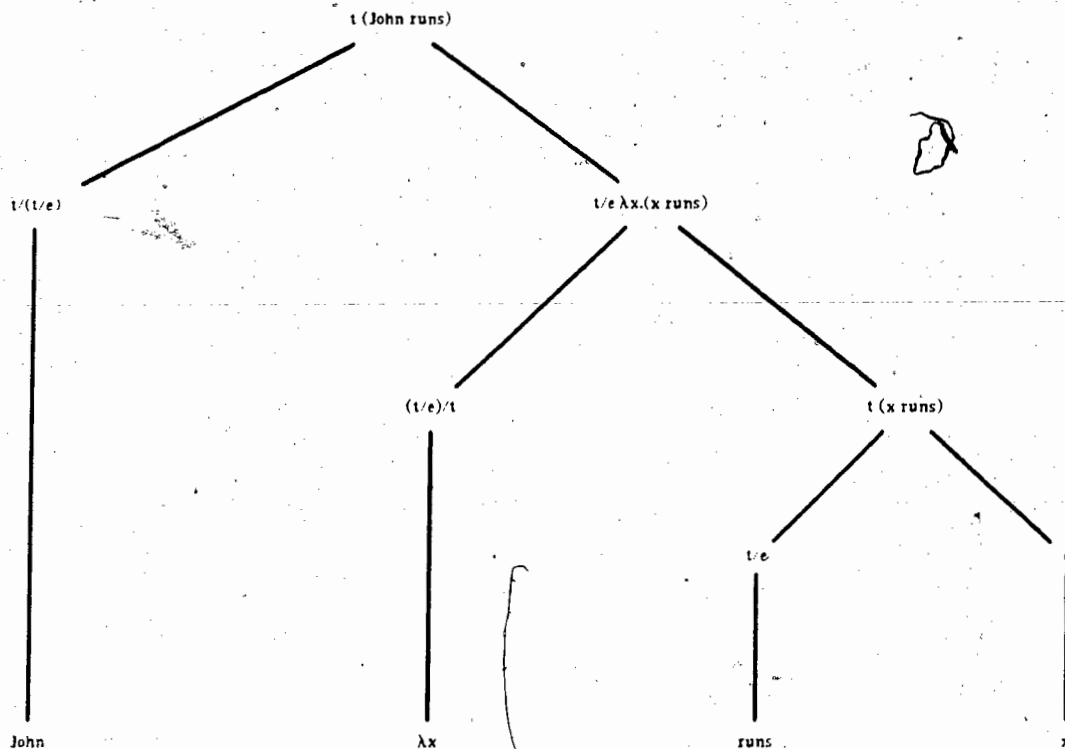 t (John runs)
t/(t/e)
t/e λx.(x runs)
(t/e)/t
t (x runs)
t/e
John
λx
runs